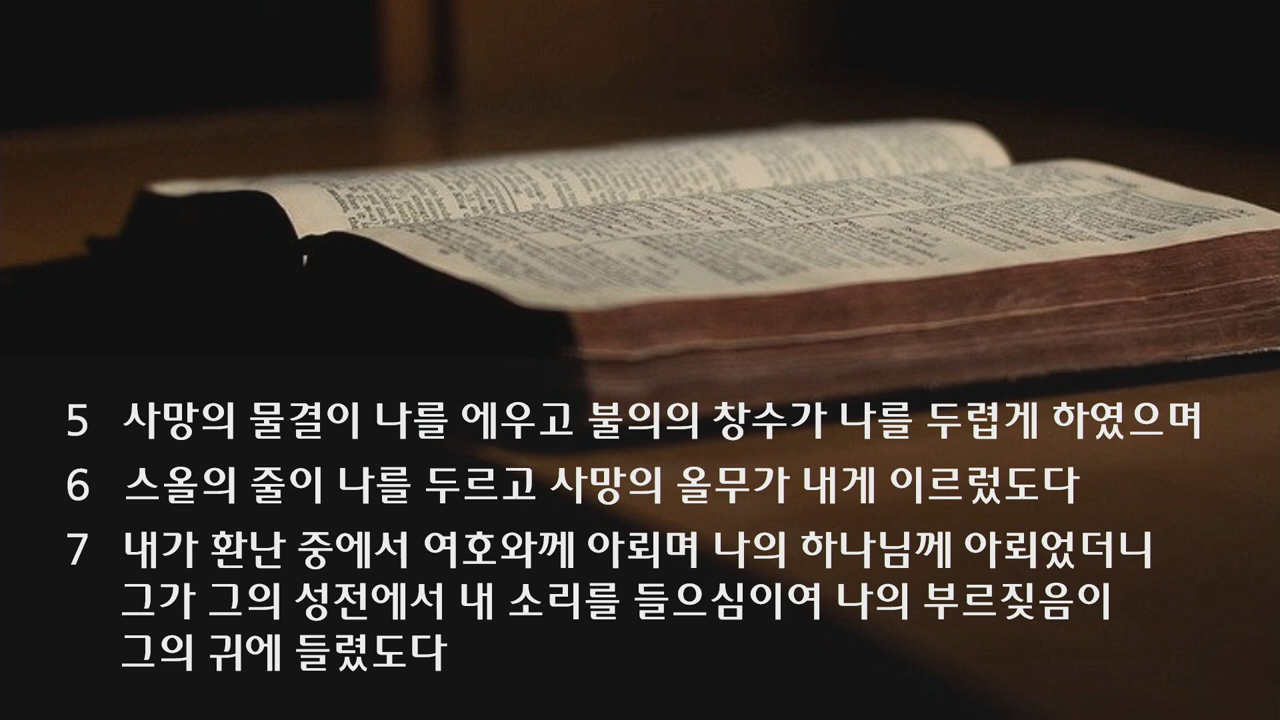 5 사망의 물결이 나를 에우고 불의의 창수가 나를 두렵게 하였으며
6 스올의 줄이 나를 두르고 사망의 올무가 내게 이르렀도다
7 내가 환난 중에서 여호와께 아뢰며 나의 하나님께 아뢰었더니
그가 그의 성전에서 내 소리를 들으심이여 나의 부르짖음이
그의 귀에 들렸도다